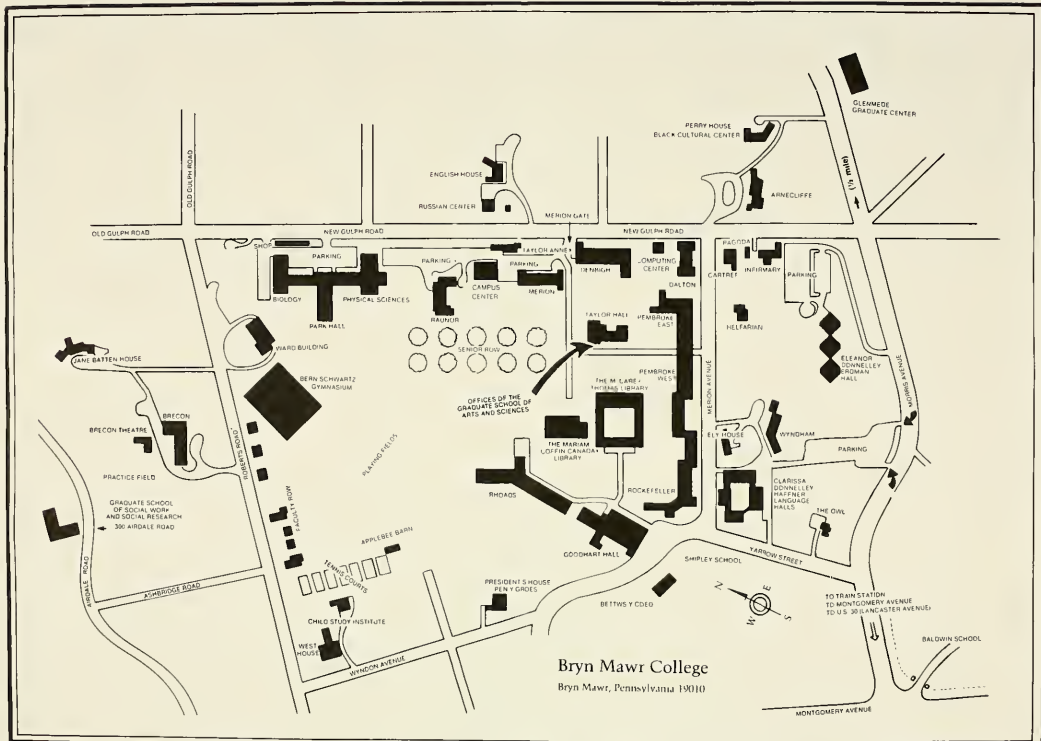 GLENMEDE
GRADUATE CENTER
PERRY HOUSE
BLACK CULTURAL CENTER
OLD GULPH ROAD
ENGLISH HOUSE
(½ mile)
ARNECLIFFE
RUSSIAN CENTER
MERION GATE
OLD GULPH ROAD
NEW GULPH ROAD
NEW GULPH ROAD
SHOP
PARKING
PARKING
TAYLOR ANNEX
PARKING
DENBIGH
COMPUTING
CENTER
PAGODA
CARTREF
INFIRMARY
PARKING
DALTON
BIOLOGY
PHYSICAL SCIENCES
CAMPUS
CENTER
MERION
PARK HALL
RADNOR
TAYLOR HALL
PEMBROKE
EAST
HELFARIAN
WARD BUILDING
SENIOR ROW
JANE BATTEN HOUSE
BERN SCHWARTZ
GYMNASIUM
PEMBROKE
WEST
MERION AVENUE
ELEANOR
DONNELLEY
ERDMAN
HALL
MORRIS AVENUE
OFFICES OF THE
GRADUATE SCHOOL OF
ARTS AND SCIENCES
THOMAS LIBRARY
BRECON
BRECON THEATRE
ROBERTS ROAD
PLAYING FIELDS
THE MARIAM
COFFIN CANADAY
LIBRARY
ELY HOUSE
WYNDHAM
PARKING
PRACTICE FIELD
GRADUATE SCHOOL
OF SOCIAL WORK
AND SOCIAL RESEARCH
300 AIRDALE ROAD
FACULTY ROW
RHOADS
ROCKEFELLER
CLARISSA
DONNELLEY
HAFFNER
LANGUAGE
HALLS
THE OWL
APPLEBEE BARN
GOODHART HALL
YARROW STREET
SHIPLEY SCHOOL
AIRDALE ROAD
ASHBRIDGE ROAD
TENNIS COURTS
PRESIDENT'S HOUSE
PEN Y GROES
BETTWS Y COED
N
E
W
S
TO TRAIN STATION
TO MONTGOMERY AVENUE
TO U.S. 30 (LANCASTER AVENUE)
CHILD STUDY INSTITUTE
WEST
HOUSE
WYNDON AVENUE
BALDWIN SCHOOL
Bryn Mawr College
Bryn Mawr, Pennsylvania 19010
MONTGOMERY AVENUE